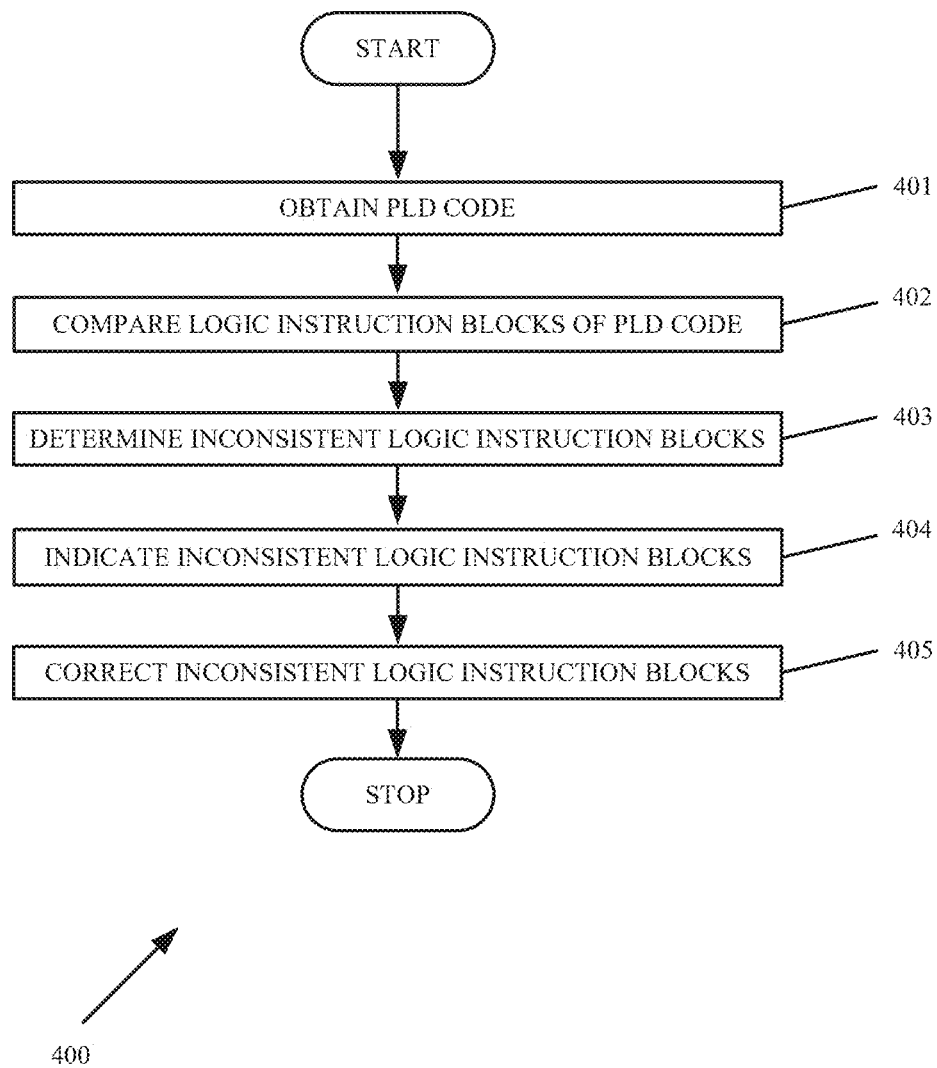 START
OBTAIN PLD CODE
401
COMPARE LOGIC INSTRUCTION BLOCKS OF PLD CODE
402
DETERMINE INCONSISTENT LOGIC INSTRUCTION BLOCKS
403
INDICATE INCONSISTENT LOGIC INSTRUCTION BLOCKS
404
CORRECT INCONSISTENT LOGIC INSTRUCTION BLOCKS
405
STOP
400